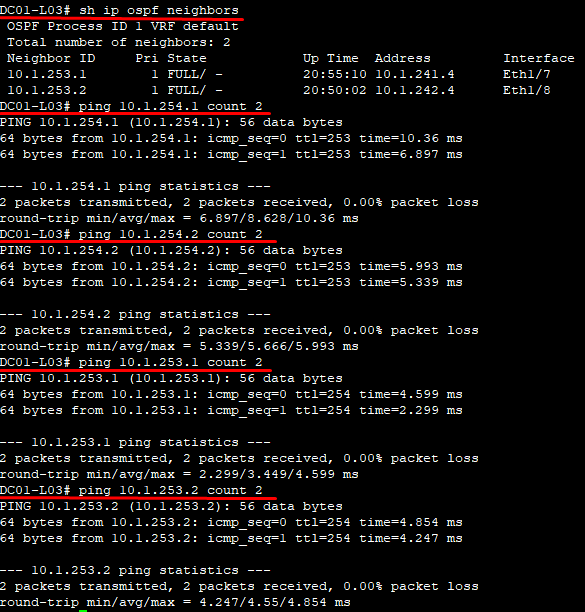 DC01-L03# sh ip ospf neighbors
OSPF Process ID 1 VRF default
Total number of neighbors: 2
Neighbor ID     Pri State            Up Time  Address         Interface
10.1.253.1        1 FULL/ -          20:55:10 10.1.241.4      Eth1/7
10.1.253.2        1 FULL/ -          20:50:02 10.1.242.4      Eth1/8
DC01-L03# ping 10.1.254.1 count 2
PING 10.1.254.1 (10.1.254.1): 56 data bytes
64 bytes from 10.1.254.1: icmp_seq=0 ttl=253 time=10.36 ms
64 bytes from 10.1.254.1: icmp_seq=1 ttl=253 time=6.897 ms
--- 10.1.254.1 ping statistics ---
2 packets transmitted, 2 packets received, 0.00% packet loss
round-trip min/avg/max = 6.897/8.628/10.36 ms
DC01-L03# ping 10.1.254.2 count 2
PING 10.1.254.2 (10.1.254.2): 56 data bytes
64 bytes from 10.1.254.2: icmp_seq=0 ttl=253 time=5.993 ms
64 bytes from 10.1.254.2: icmp_seq=1 ttl=253 time=5.339 ms
--- 10.1.254.2 ping statistics ---
2 packets transmitted, 2 packets received, 0.00% packet loss
round-trip min/avg/max = 5.339/5.666/5.993 ms
DC01-L03# ping 10.1.253.1 count 2
PING 10.1.253.1 (10.1.253.1): 56 data bytes
64 bytes from 10.1.253.1: icmp_seq=0 ttl=254 time=4.599 ms
64 bytes from 10.1.253.1: icmp_seq=1 ttl=254 time=2.299 ms
--- 10.1.253.1 ping statistics ---
2 packets transmitted, 2 packets received, 0.00% packet loss
round-trip min/avg/max = 2.299/3.449/4.599 ms
DC01-L03# ping 10.1.253.2 count 2
PING 10.1.253.2 (10.1.253.2): 56 data bytes
64 bytes from 10.1.253.2: icmp_seq=0 ttl=254 time=4.854 ms
64 bytes from 10.1.253.2: icmp_seq=1 ttl=254 time=4.247 ms
--- 10.1.253.2 ping statistics ---
2 packets transmitted, 2 packets received, 0.00% packet loss
round-trip min/avg/max = 4.247/4.55/4.854 ms